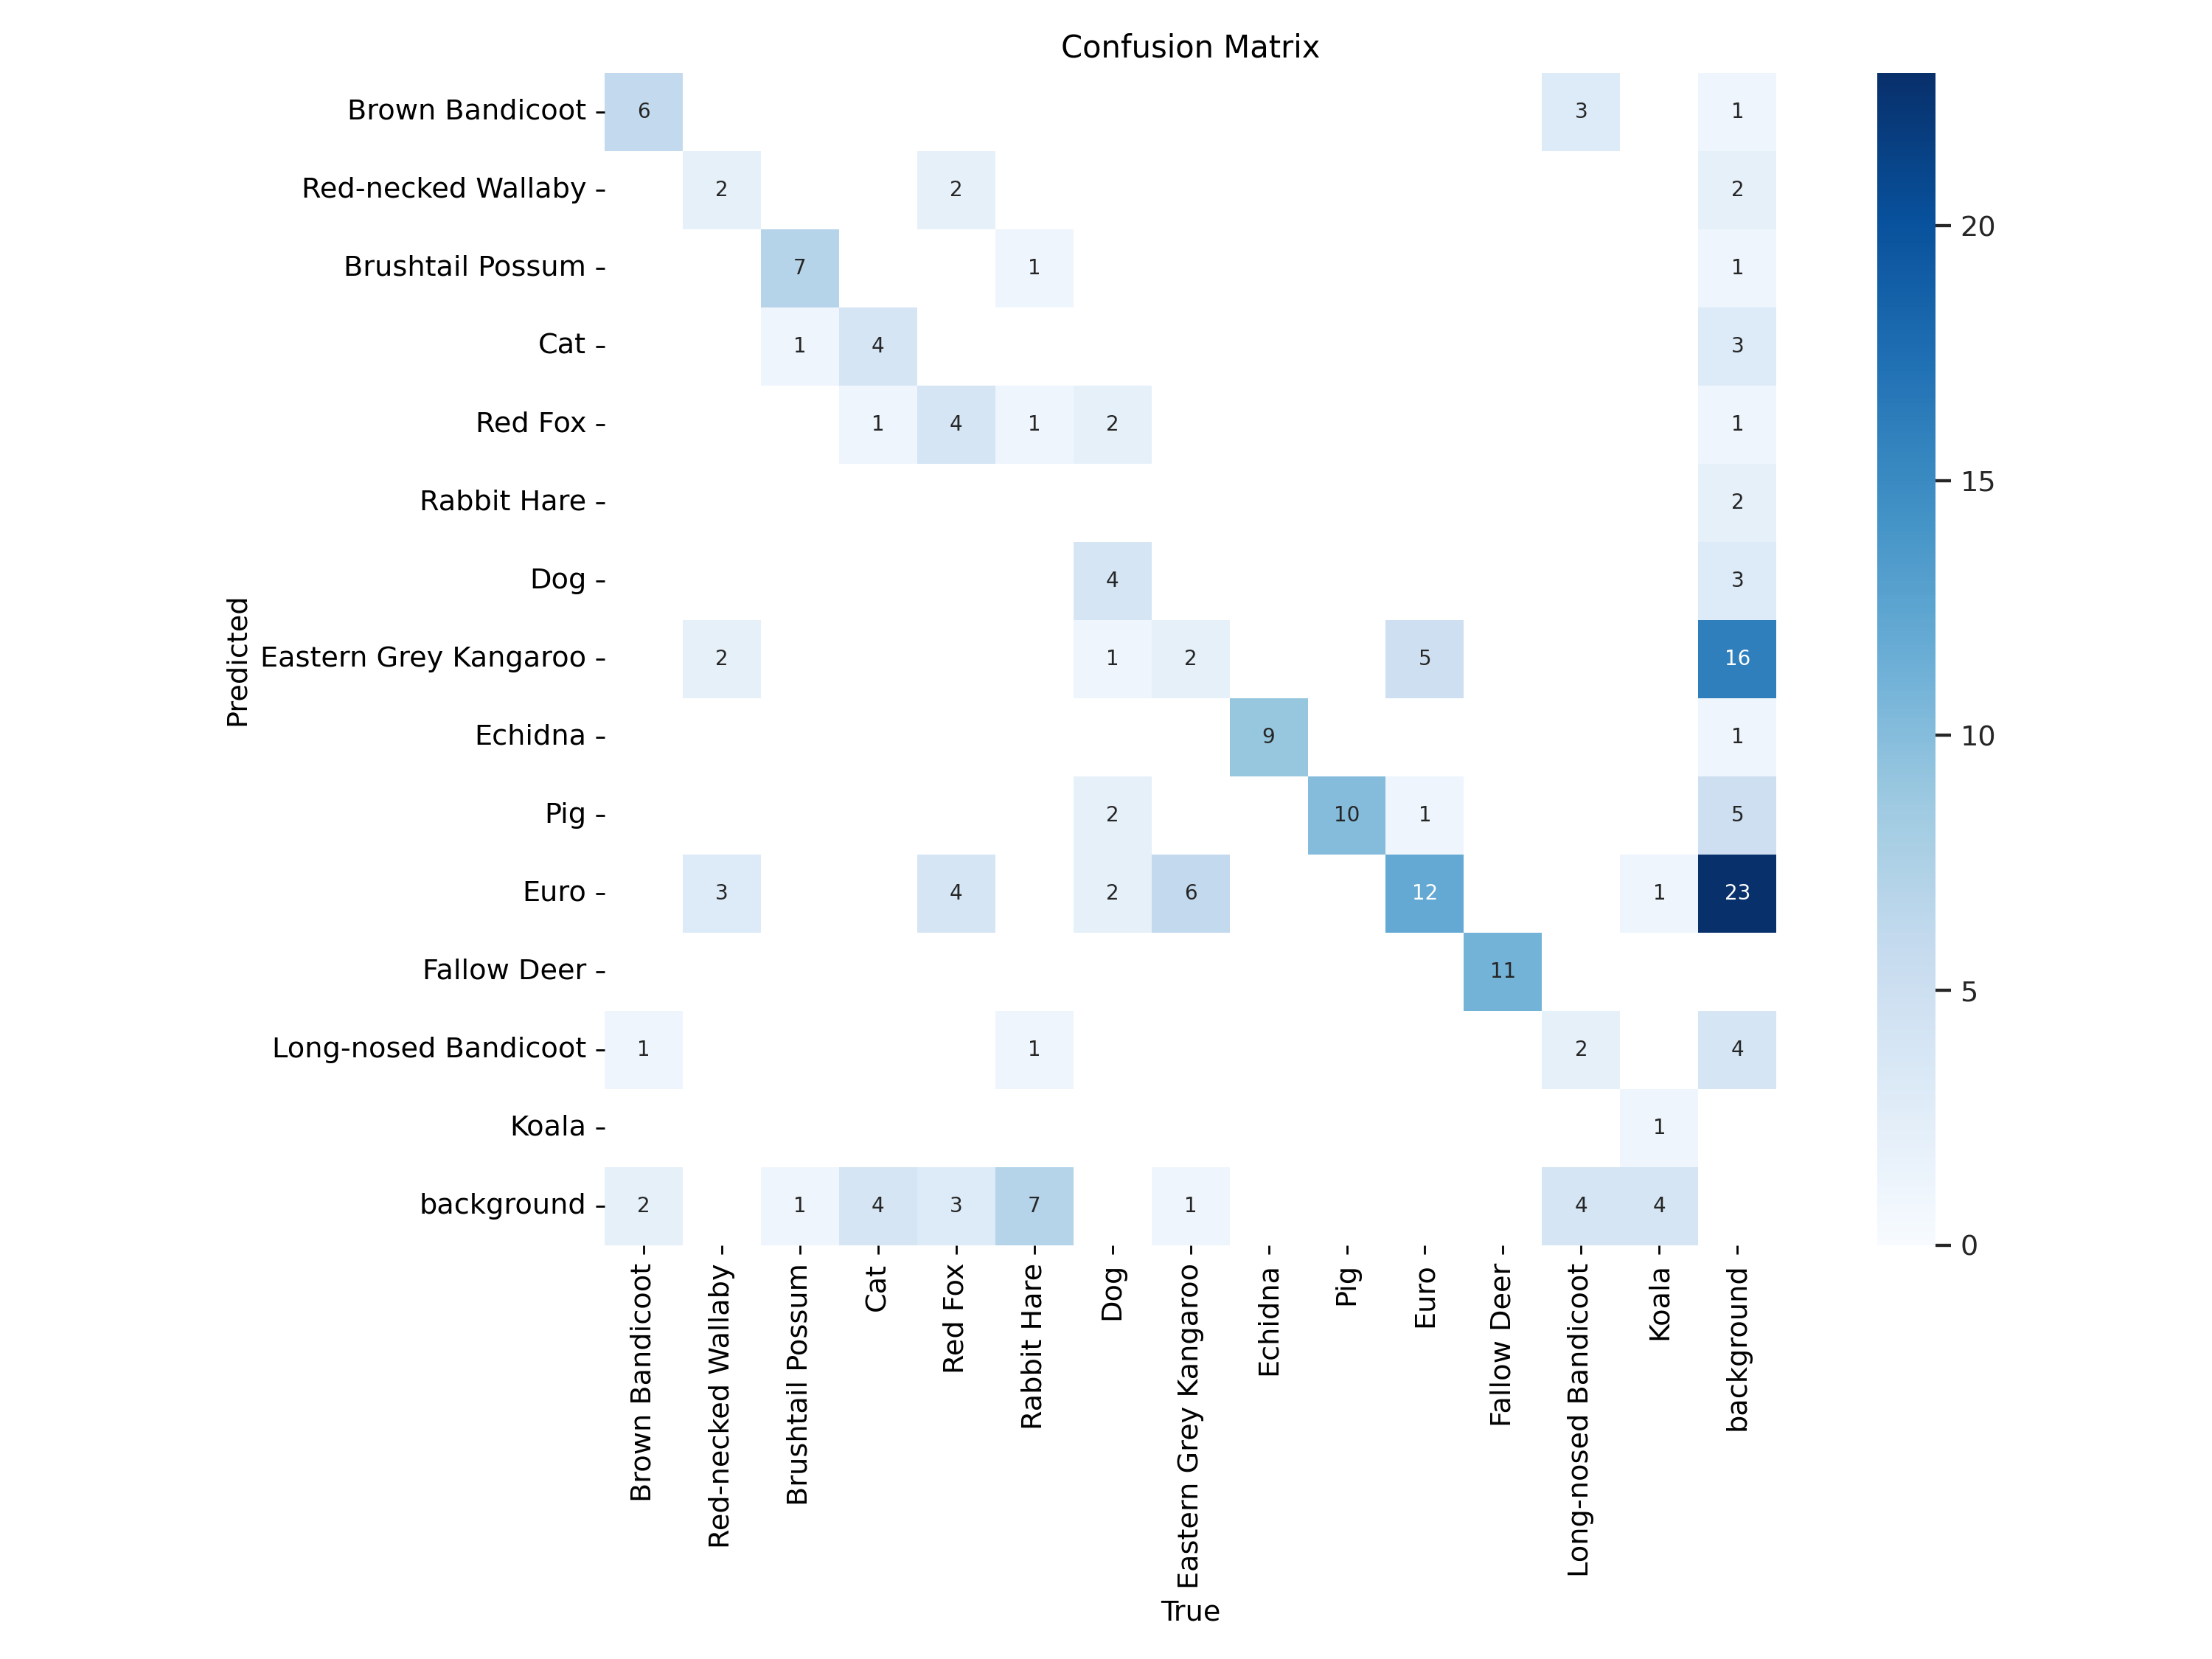 Confusion Matrix
Predicted
Brown Bandicoot 6 3 1
Red-necked Wallaby 2 2 2
Brushtail Possum 7 1 1
Cat 1 4 3
Red Fox 1 4 1 2 1
Rabbit Hare 2
Dog 4 3
Eastern Grey Kangaroo 2 1 2 5 16
Echidna 9 1
Pig 2 10 1 5
Euro 3 4 2 6 12 1 23
Fallow Deer 11
Long-nosed Bandicoot 1 1 2 4
Koala 1
background 2 1 4 3 7 1 4 4
Brown Bandicoot
Red-necked Wallaby
Brushtail Possum
Cat
Red Fox
Rabbit Hare
Dog
Eastern Grey Kangaroo
Echidna
Pig
Euro
Fallow Deer
Long-nosed Bandicoot
Koala
background
True
20
15
10
5
0